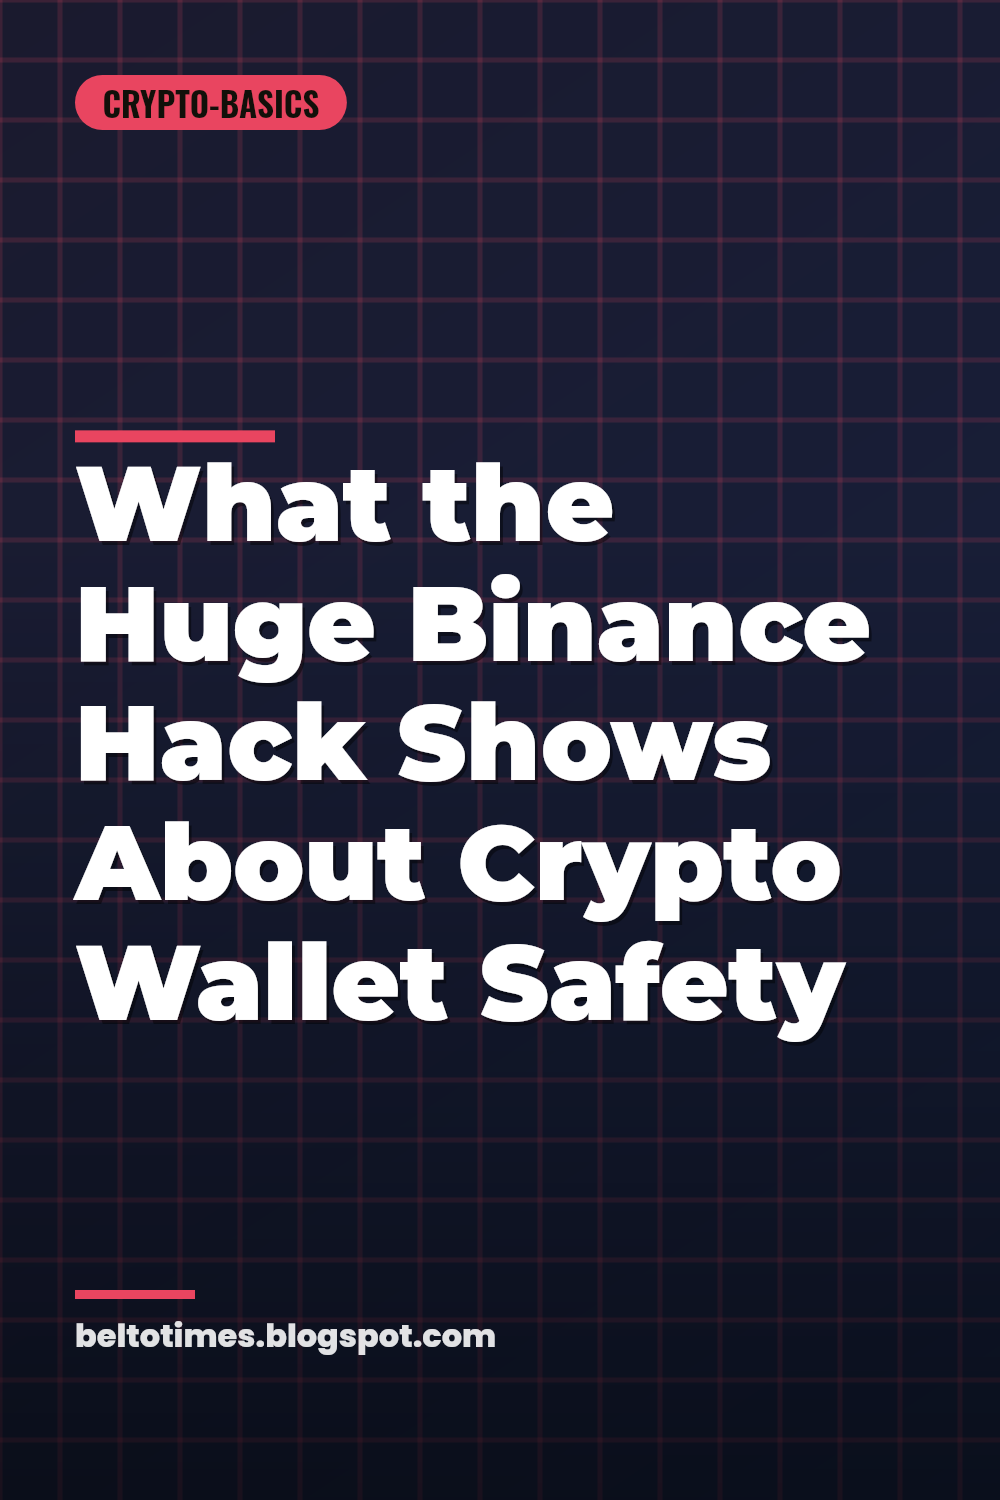 CRYPTO-BASICS
What the
Huge Binance
Hack Shows
About Crypto
Wallet Safety
beltotimes.blogspot.com